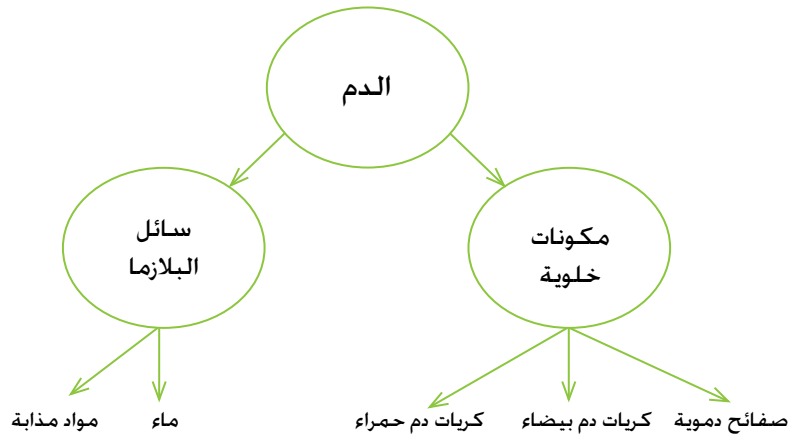 الدم
مكونات
خلوية
سائل
البلازما
صفائح دموية
كريات دم بيضاء
كريات دم حمراء
ماء
مواد مذابة